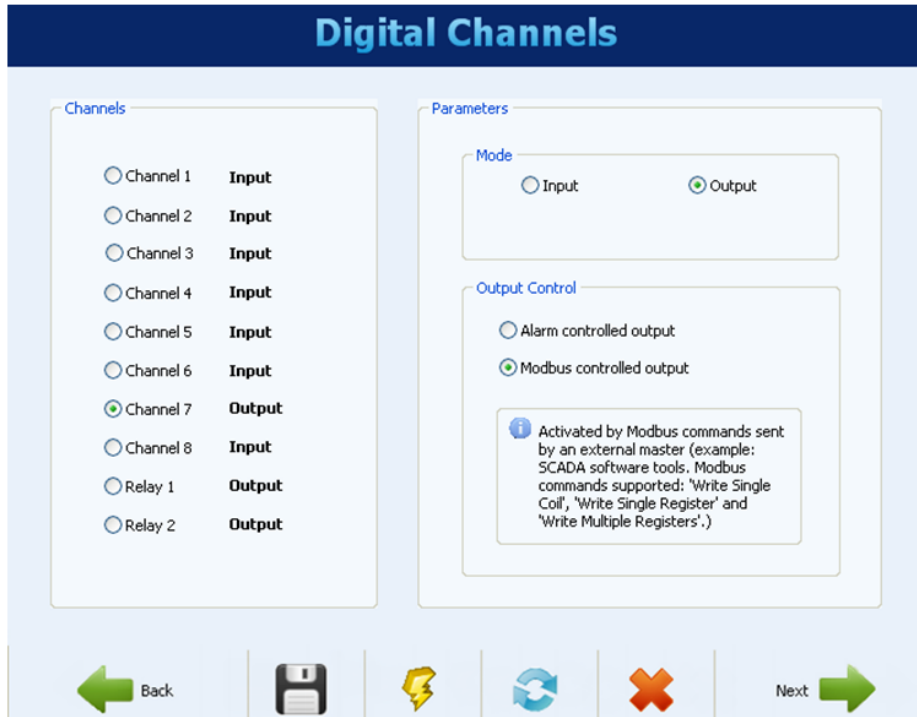 Digital Channels
Channels
Channel 1 Input
Channel 2 Input
Channel 3 Input
Channel 4 Input
Channel 5 Input
Channel 6 Input
Channel 7 Output
Channel 8 Input
Relay 1 Output
Relay 2 Output
Parameters
Mode
Input Output
Output Control
Alarm controlled output
Modbus controlled output
Activated by Modbus commands sent
by an external master (example:
SCADA software tools. Modbus
commands supported: 'Write Single
Coil', 'Write Single Register' and
'Write Multiple Registers'.)
Back Next